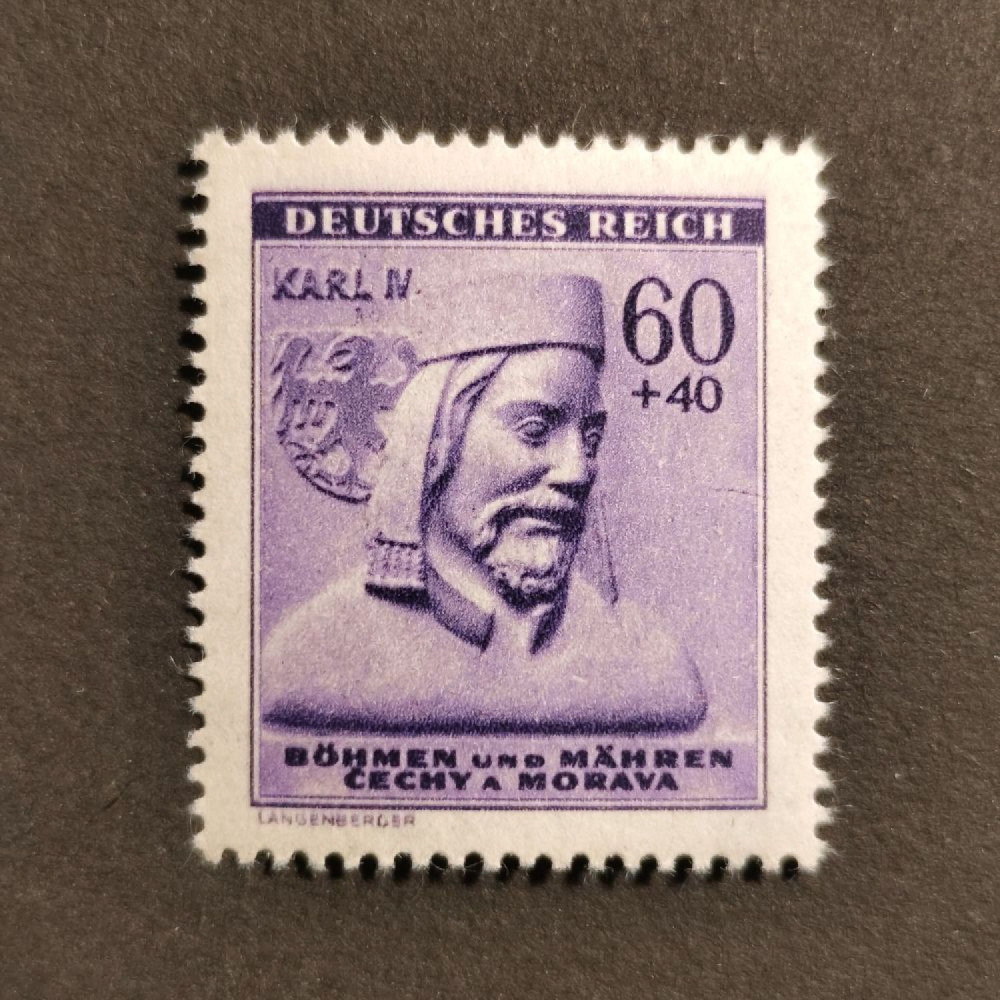 DEUTSCHES REICH
KARL IV
60
+40
BÖHMEN UND MÄHREN
ČECHY A MORAVA
LANGENBERGER